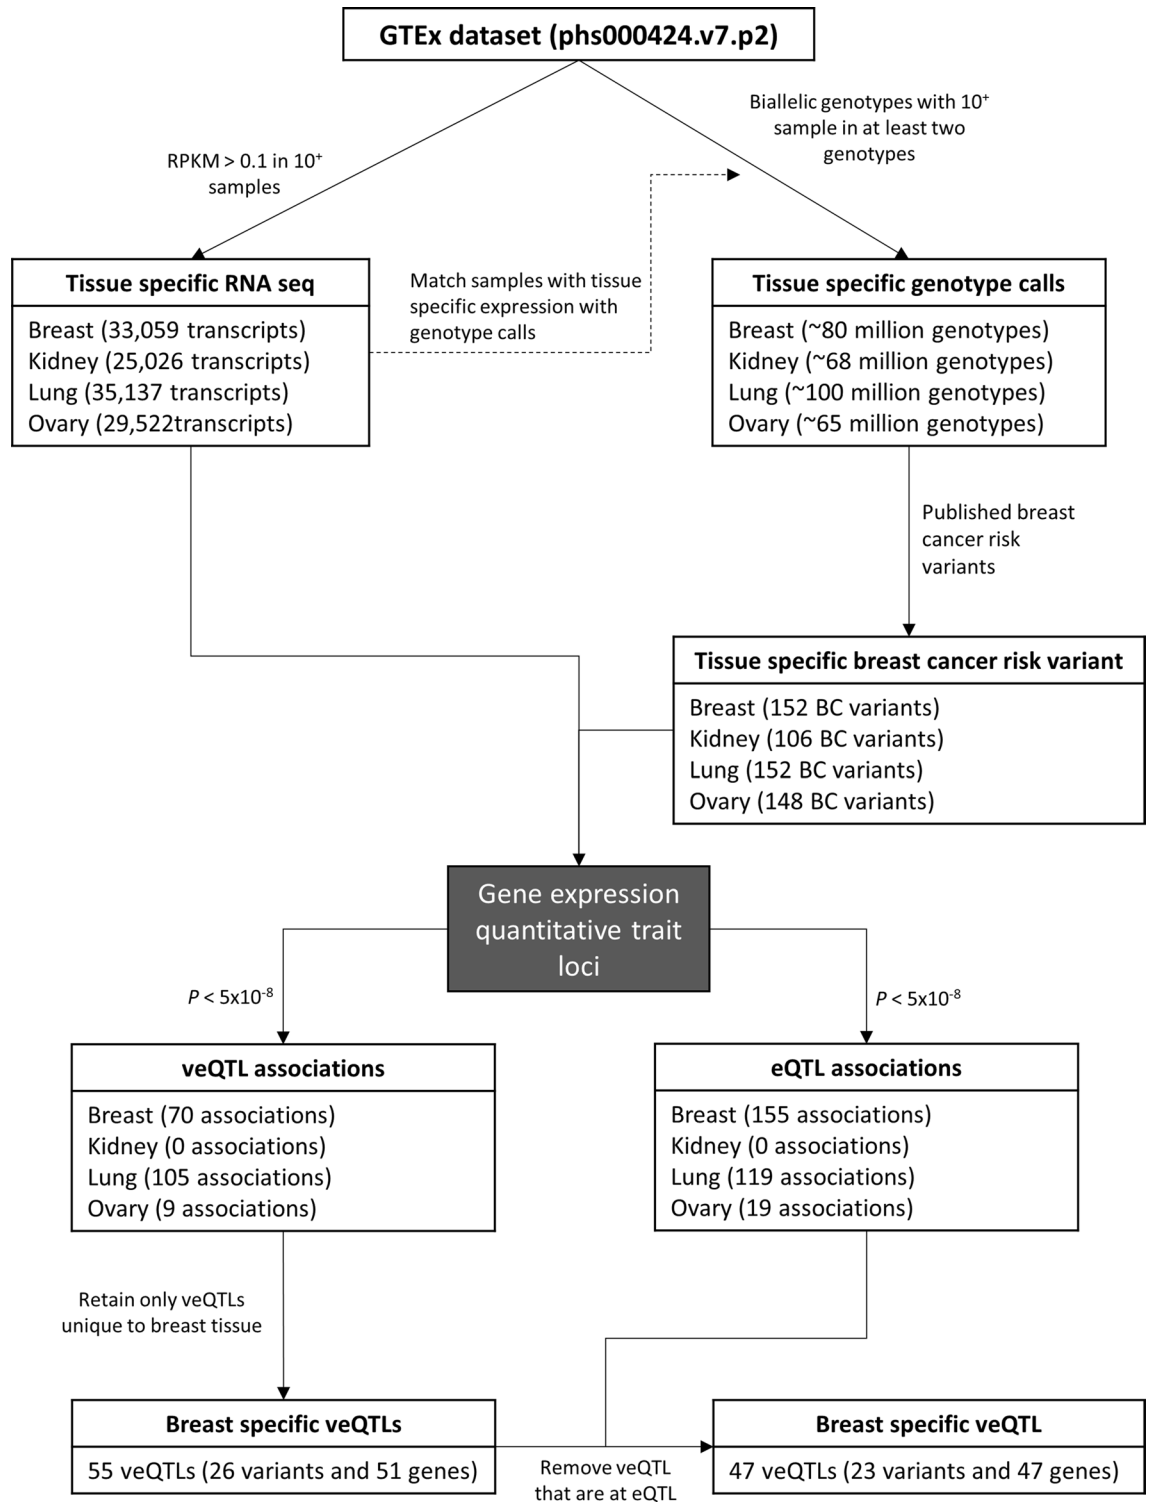 GTEx dataset (phs000424.v7.p2)
Biallelic genotypes with 10⁺
sample in at least two
genotypes
RPKM > 0.1 in 10⁺
samples
Tissue specific RNA seq
Breast (33,059 transcripts)
Kidney (25,026 transcripts)
Lung (35,137 transcripts)
Ovary (29,522transcripts)
Match samples with tissue
specific expression with
genotype calls
Tissue specific genotype calls
Breast (~80 million genotypes)
Kidney (~68 million genotypes)
Lung (~100 million genotypes)
Ovary (~65 million genotypes)
Published breast
cancer risk
variants
Tissue specific breast cancer risk variant
Breast (152 BC variants)
Kidney (106 BC variants)
Lung (152 BC variants)
Ovary (148 BC variants)
Gene expression
quantitative trait
loci
P < 5x10⁻⁸
P < 5x10⁻⁸
veQTL associations
Breast (70 associations)
Kidney (0 associations)
Lung (105 associations)
Ovary (9 associations)
eQTL associations
Breast (155 associations)
Kidney (0 associations)
Lung (119 associations)
Ovary (19 associations)
Retain only veQTLs
unique to breast tissue
Breast specific veQTLs
55 veQTLs (26 variants and 51 genes)
Remove veQTL
that are at eQTL
Breast specific veQTL
47 veQTLs (23 variants and 47 genes)